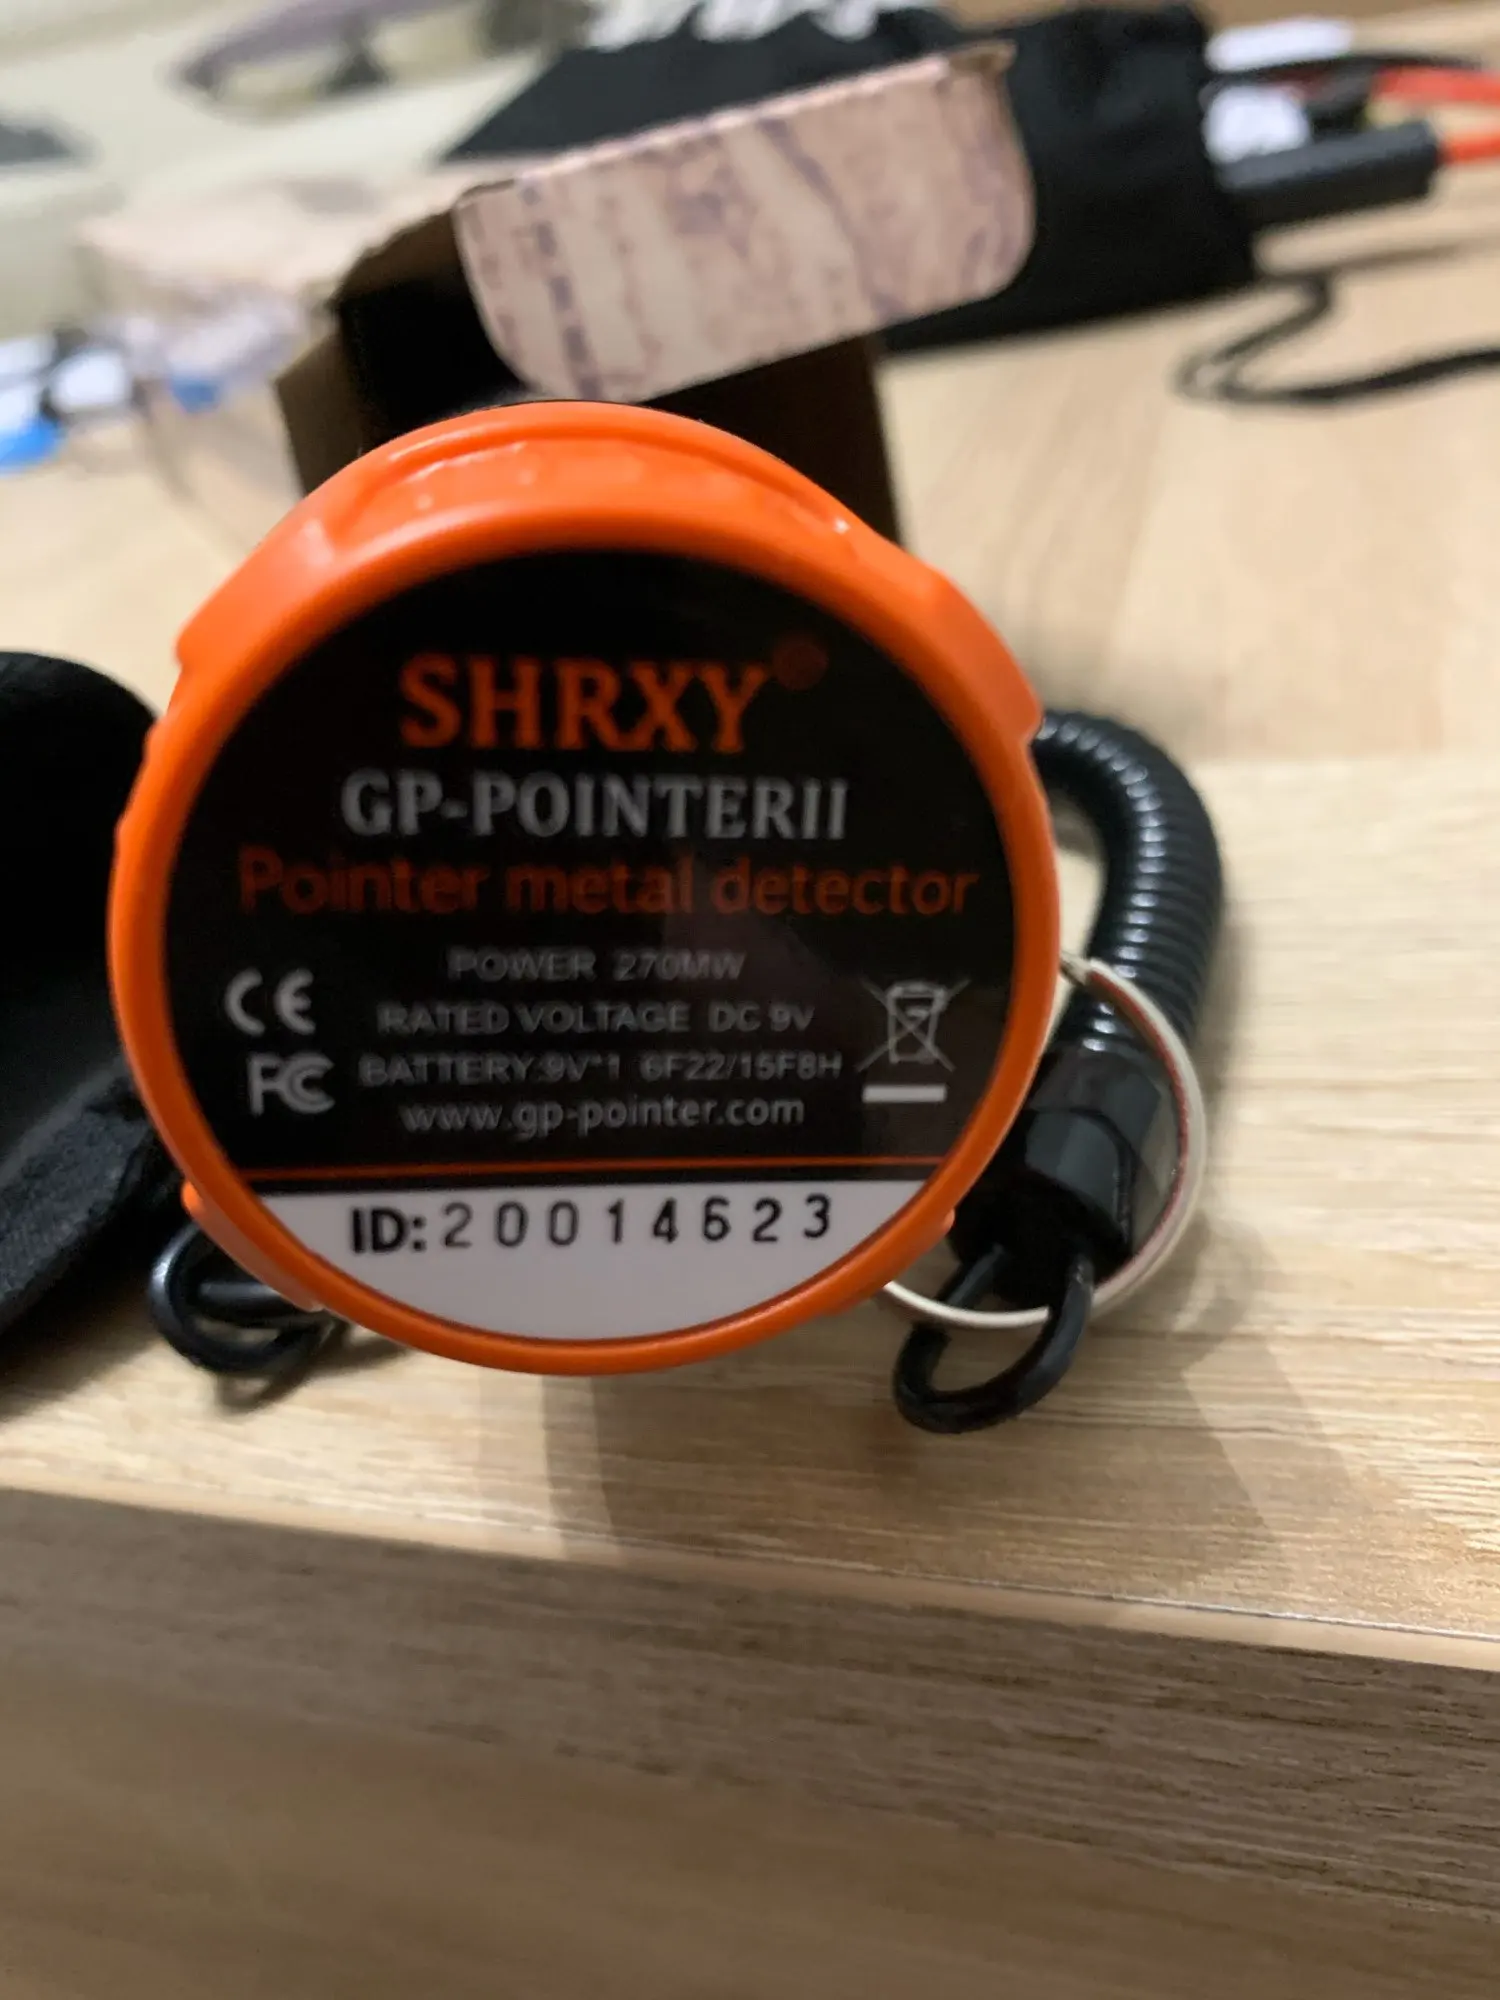 SHRXY
GP-POINTERII
Pointer metal detector
POWER 270MW
RATED VOLTAGE DC 9V
BATTERY:9V*1 6F22/15F8H
www.gp-pointer.com
CE
FC
ID:20014623